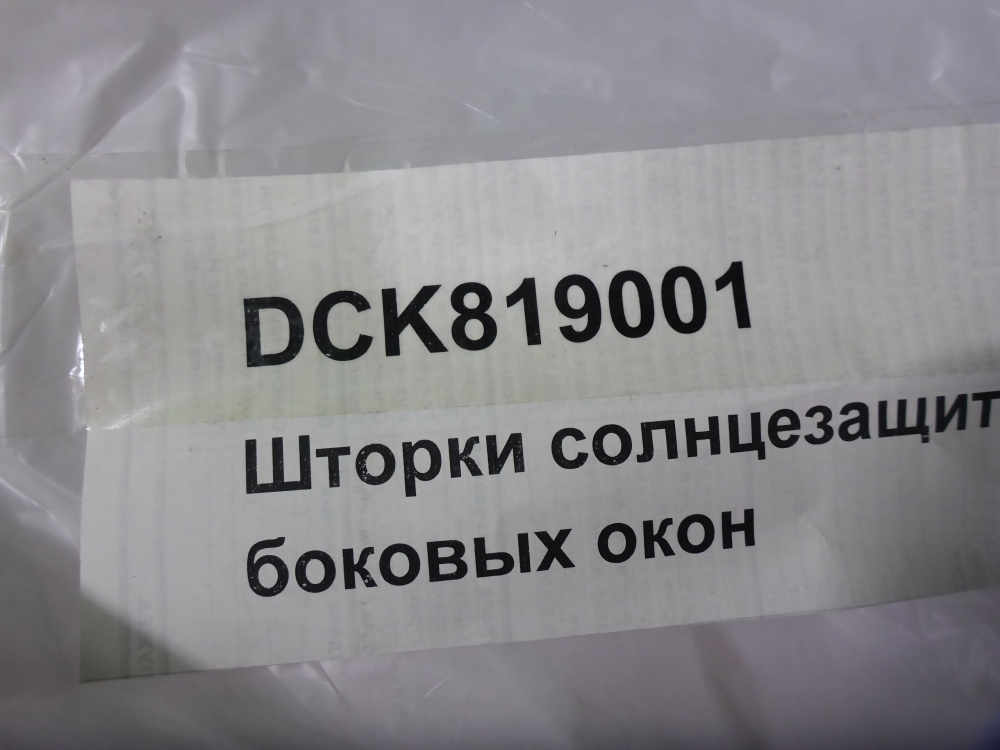 DCK819001
Шторки солнцезащит
боковых окон